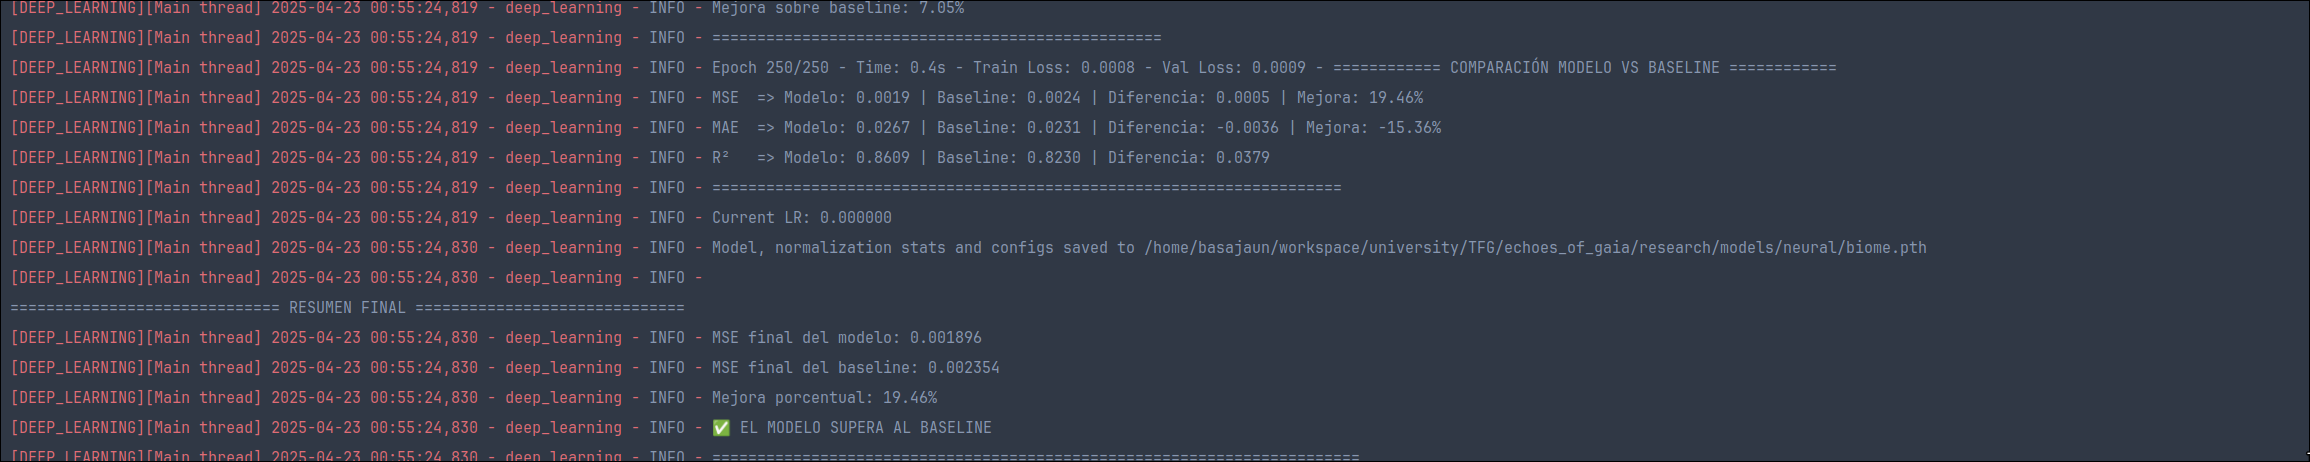 [DEEP_LEARNING][Main thread] 2025-04-23 00:55:24,819 - deep_learning - INFO - Mejora sobre baseline: 7.05%
[DEEP_LEARNING][Main thread] 2025-04-23 00:55:24,819 - deep_learning - INFO - ==================================================
[DEEP_LEARNING][Main thread] 2025-04-23 00:55:24,819 - deep_learning - INFO - Epoch 250/250 - Time: 0.4s - Train Loss: 0.0008 - Val Loss: 0.0009 - ============ COMPARACIÓN MODELO VS BASELINE ============
[DEEP_LEARNING][Main thread] 2025-04-23 00:55:24,819 - deep_learning - INFO - MSE  => Modelo: 0.0019 | Baseline: 0.0024 | Diferencia: 0.0005 | Mejora: 19.46%
[DEEP_LEARNING][Main thread] 2025-04-23 00:55:24,819 - deep_learning - INFO - MAE  => Modelo: 0.0267 | Baseline: 0.0231 | Diferencia: -0.0036 | Mejora: -15.36%
[DEEP_LEARNING][Main thread] 2025-04-23 00:55:24,819 - deep_learning - INFO - R²   => Modelo: 0.8609 | Baseline: 0.8230 | Diferencia: 0.0379
[DEEP_LEARNING][Main thread] 2025-04-23 00:55:24,819 - deep_learning - INFO - ======================================================================
[DEEP_LEARNING][Main thread] 2025-04-23 00:55:24,819 - deep_learning - INFO - Current LR: 0.000000
[DEEP_LEARNING][Main thread] 2025-04-23 00:55:24,830 - deep_learning - INFO - Model, normalization stats and configs saved to /home/basajaun/workspace/university/TFG/echoes_of_gaia/research/models/neural/biome.pth
[DEEP_LEARNING][Main thread] 2025-04-23 00:55:24,830 - deep_learning - INFO -
============================== RESUMEN FINAL ==============================
[DEEP_LEARNING][Main thread] 2025-04-23 00:55:24,830 - deep_learning - INFO - MSE final del modelo: 0.001896
[DEEP_LEARNING][Main thread] 2025-04-23 00:55:24,830 - deep_learning - INFO - MSE final del baseline: 0.002354
[DEEP_LEARNING][Main thread] 2025-04-23 00:55:24,830 - deep_learning - INFO - Mejora porcentual: 19.46%
[DEEP_LEARNING][Main thread] 2025-04-23 00:55:24,830 - deep_learning - INFO - ✅ EL MODELO SUPERA AL BASELINE
[DEEP_LEARNING][Main thread] 2025-04-23 00:55:24,830 - deep_learning - INFO - ========================================================================